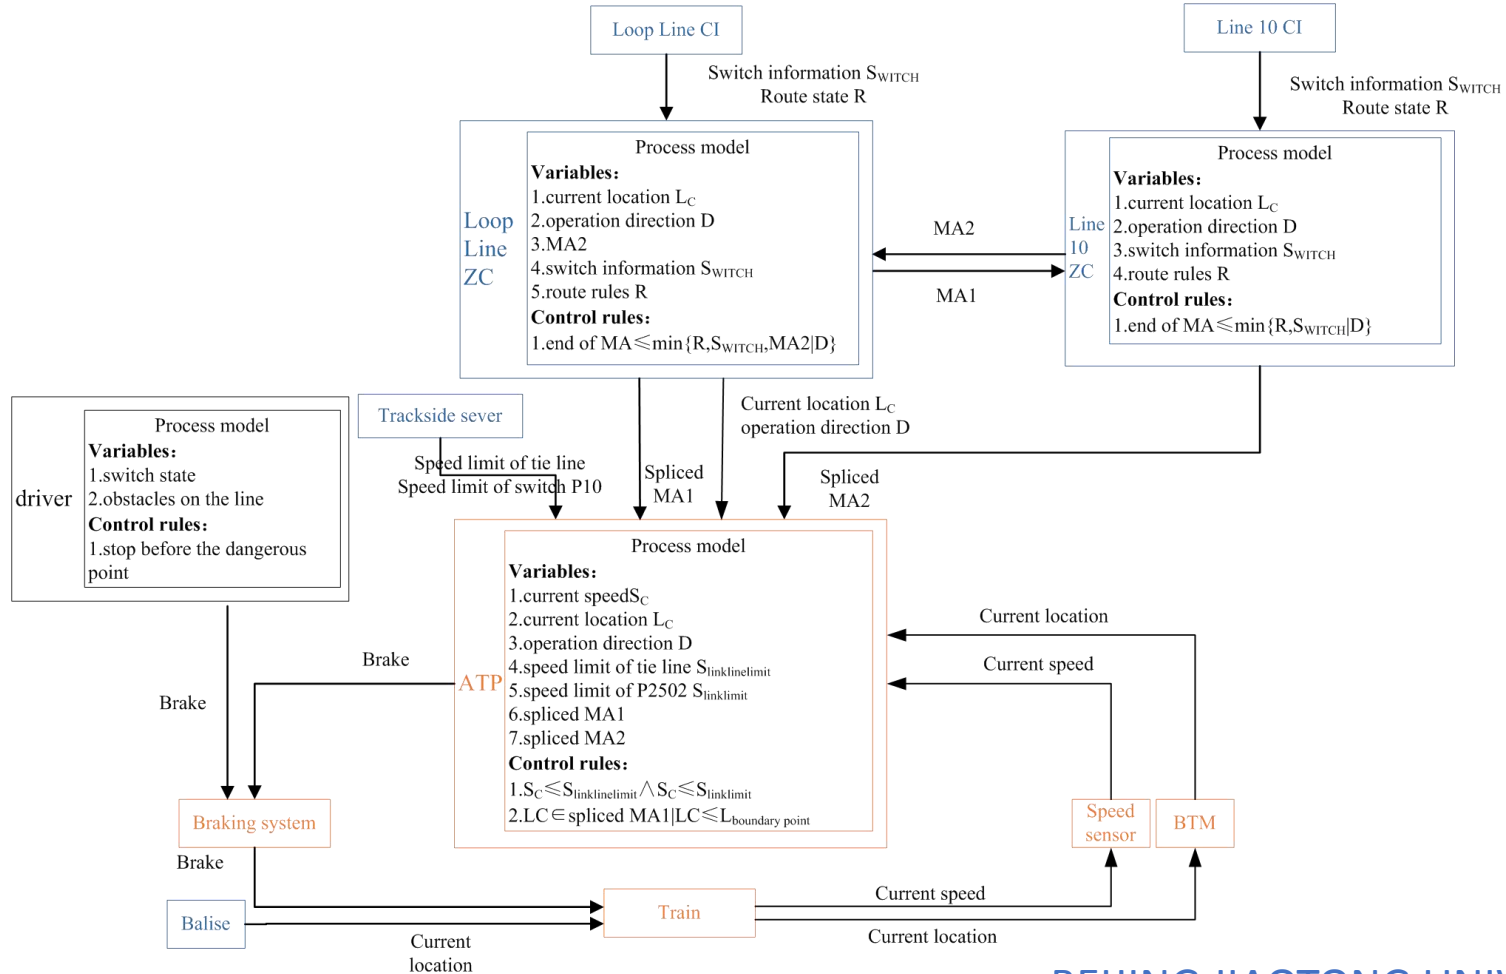 Loop Line CI
Line 10 CI
Switch information SWITCH
Route state R
Switch information SWITCH
Route state R
Loop
Line
ZC
Process model
Variables:
1.current location LC
2.operation direction D
3.MA2
4.switch information SWITCH
5.route rules R
Control rules:
1.end of MA≤min{R,SWITCH,MA2|D}
MA2
MA1
Line
10
ZC
Process model
Variables:
1.current location LC
2.operation direction D
3.switch information SWITCH
4.route rules R
Control rules:
1.end of MA≤min{R,SWITCH|D}
driver
Process model
Variables:
1.switch state
2.obstacles on the line
Control rules:
1.stop before the dangerous
point
Trackside sever
Speed limit of tie line
Speed limit of switch P10
Spliced
MA1
Current location LC
operation direction D
Spliced
MA2
ATP
Process model
Variables:
1.current speedSC
2.current location LC
3.operation direction D
4.speed limit of tie line Slinklinelimit
5.speed limit of P2502 Slinklimit
6.spliced MA1
7.spliced MA2
Control rules:
1.SC≤Slinklinelimit∧SC≤Slinklimit
2.LC∈spliced MA1|LC≤Lboundary point
Brake
Brake
Current location
Current speed
Braking system
Speed
sensor
BTM
Brake
Balise
Train
Current speed
Current location
Current
location